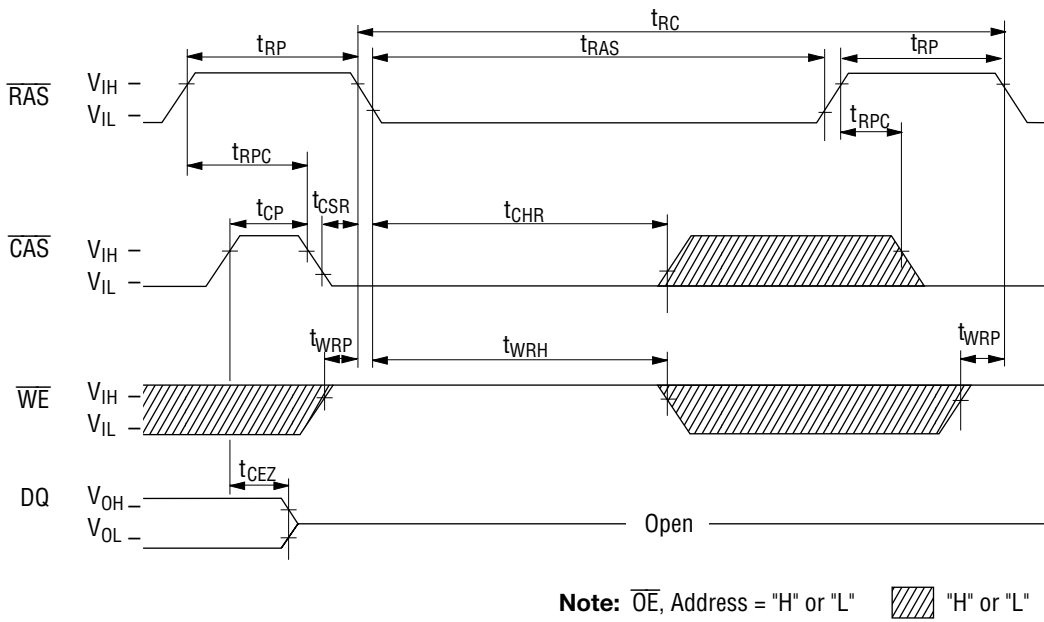 tRC
tRP
tRAS
tRP
RAS
VIH
VIL
tRPC
tRPC
tCP
tCSR
tCHR
CAS
VIH
VIL
tWRP
tWRH
tWRP
WE
VIH
VIL
tCEZ
DQ
VOH
VOL
Open
Note: OE, Address = "H" or "L"
"H" or "L"